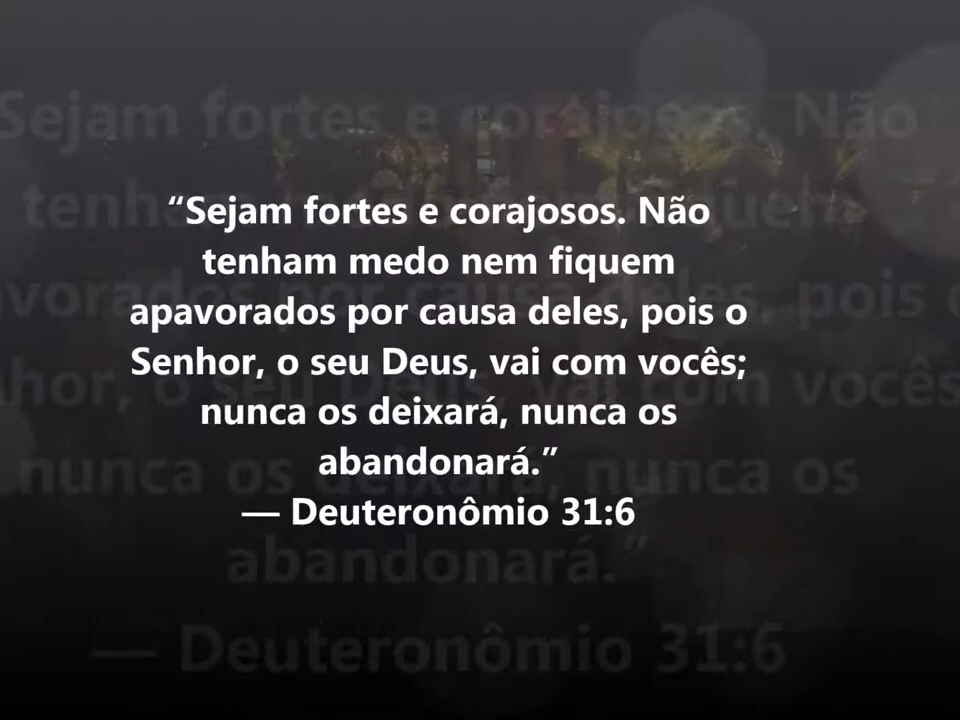 “Sejam fortes e corajosos. Não
tenham medo nem fiquem
apavorados por causa deles, pois o
Senhor, o seu Deus, vai com vocês;
nunca os deixará, nunca os
abandonará.”
— Deuteronômio 31:6